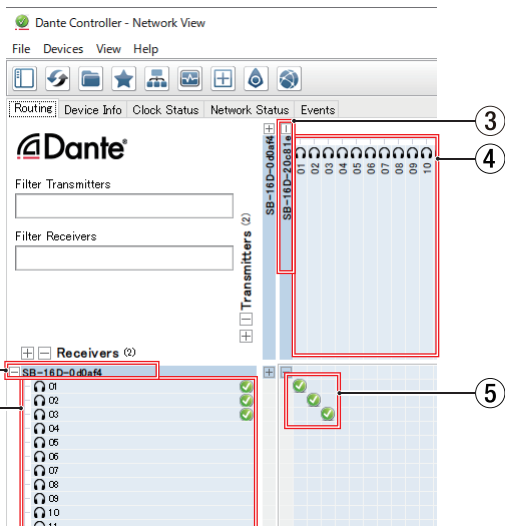 Dante Controller - Network View
File Devices View Help
Routing Device Info Clock Status Network Status Events
Dante®
Filter Transmitters
Filter Receivers
Transmitters (2)
SB-16D-0d0af4
SB-16D-20c81e
01
02
03
04
05
06
07
08
09
10
3
4
Receivers (2)
SB-16D-0d0af4
01
02
03
04
05
06
07
08
09
10
5